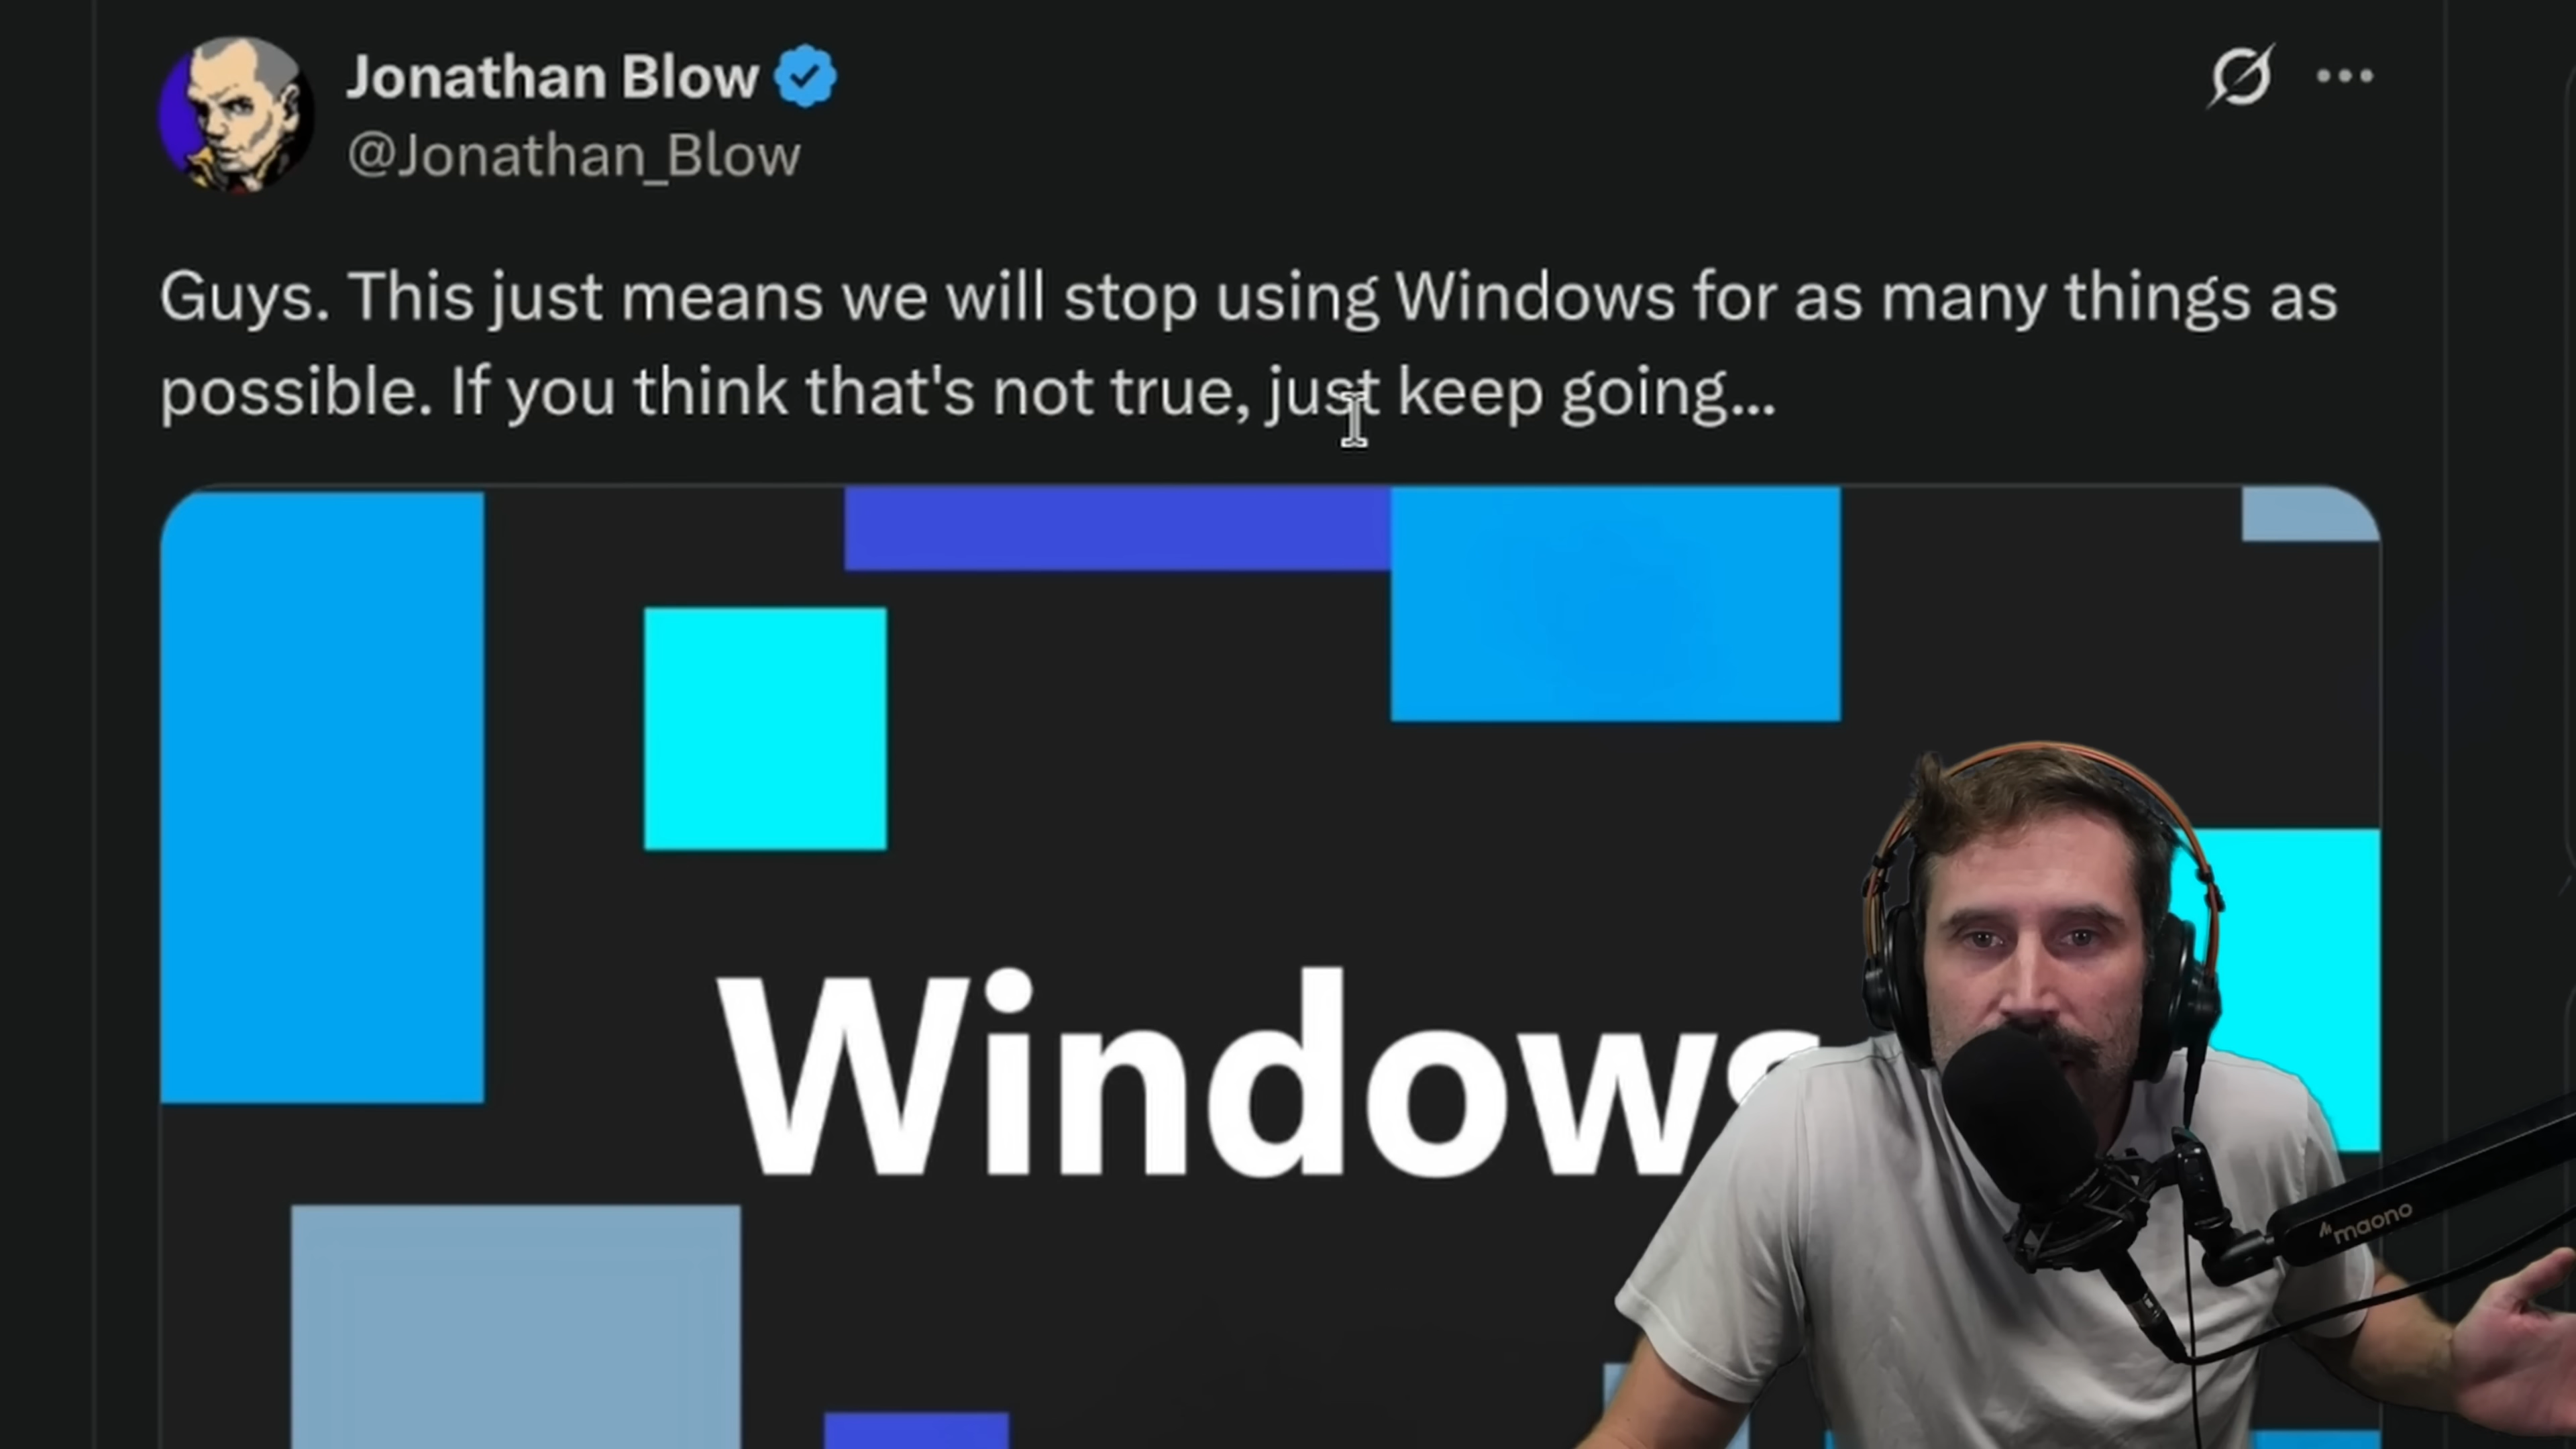 Jonathan Blow
@Jonathan_Blow
Guys. This just means we will stop using Windows for as many things as
possible. If you think that's not true, just keep going...
Windows
maono